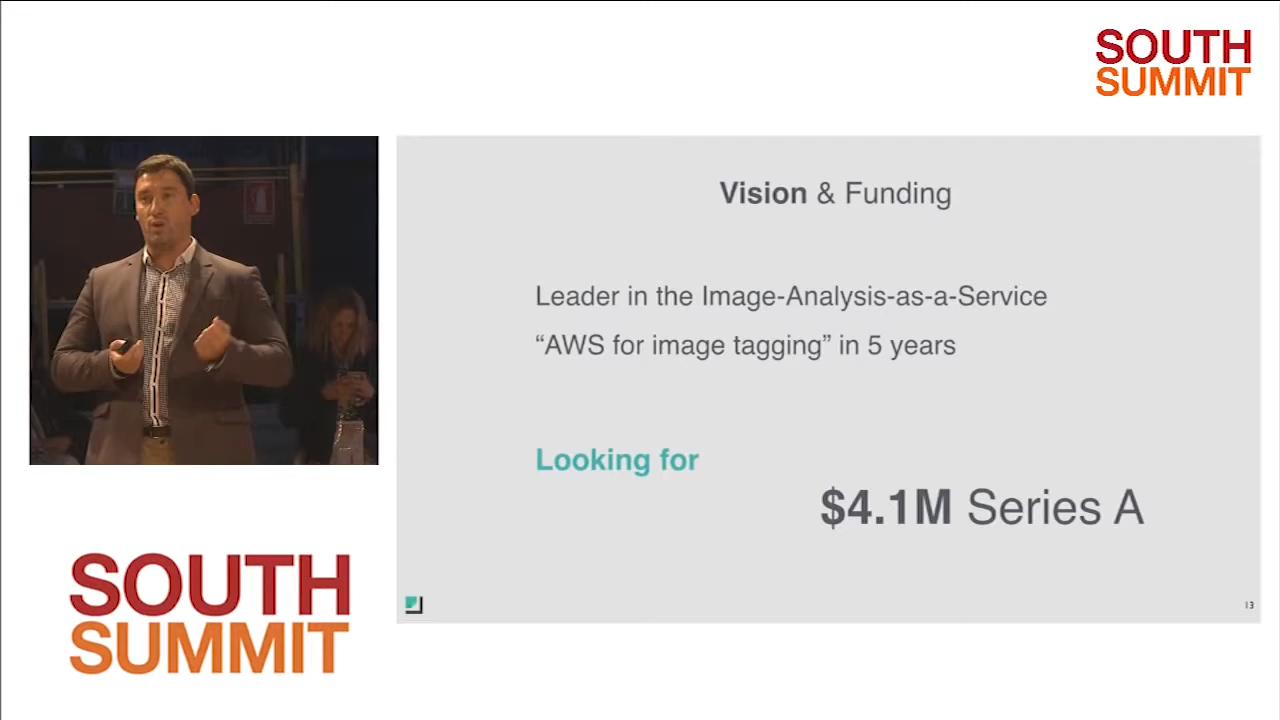 SOUTH
SUMMIT
Vision & Funding
Leader in the Image-Analysis-as-a-Service
“AWS for image tagging” in 5 years
Looking for
$4.1M Series A
13
SOUTH
SUMMIT